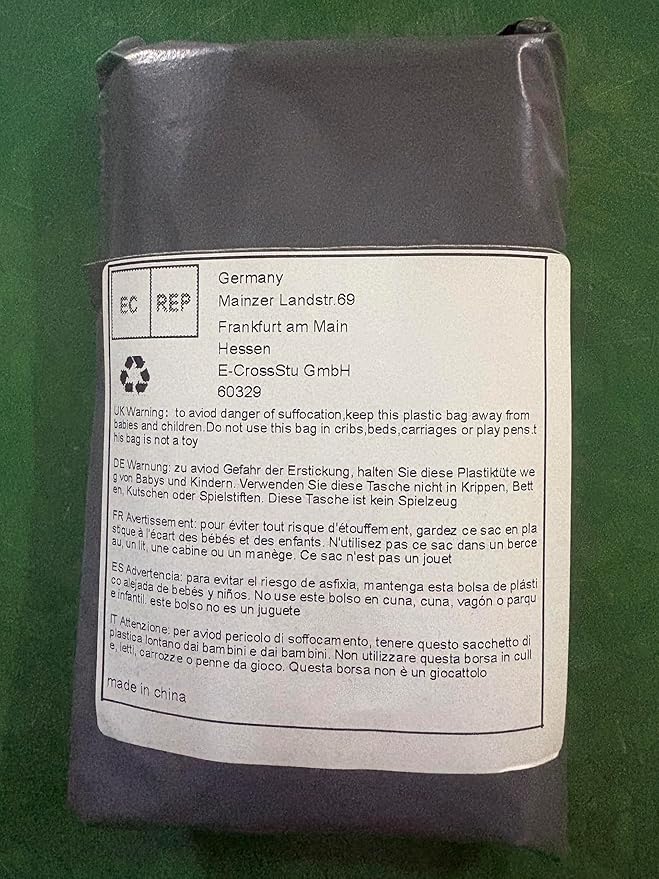 EC REP
Germany
Mainzer Landstr.69
Frankfurt am Main
Hessen
E-CrossStu GmbH
60329
UK Warning: to aviod danger of suffocation,keep this plastic bag away from
babies and children.Do not use this bag in cribs,beds,carriages or play pens.t
his bag is not a toy
DE Warnung: zu aviod Gefahr der Erstickung, halten Sie diese Plastiktüte we
g von Babys und Kindern. Verwenden Sie diese Tasche nicht in Krippen, Bett
en, Kutschen oder Spielstiften. Diese Tasche ist kein Spielzeug
FR Avertissement: pour éviter tout risque d'étouffement, gardez ce sac en pla
stique à l'écart des bébés et des enfants. N'utilisez pas ce sac dans un berce
au, un lit, une cabine ou un manège. Ce sac n'est pas un jouet
ES Advertencia: para evitar el riesgo de asfixia, mantenga esta bolsa de plásti
co alejada de bebés y niños. No use este bolso en cuna, cuna, vagón o parqu
e infantil. este bolso no es un juguete
IT Attenzione: per aviod pericolo di soffocamento, tenere questo sacchetto di
plastica lontano dai bambini e dai bambini. Non utilizzare questa borsa in cull
e, letti, carrozze o penne da gioco. Questa borsa non è un giocattolo
made in china